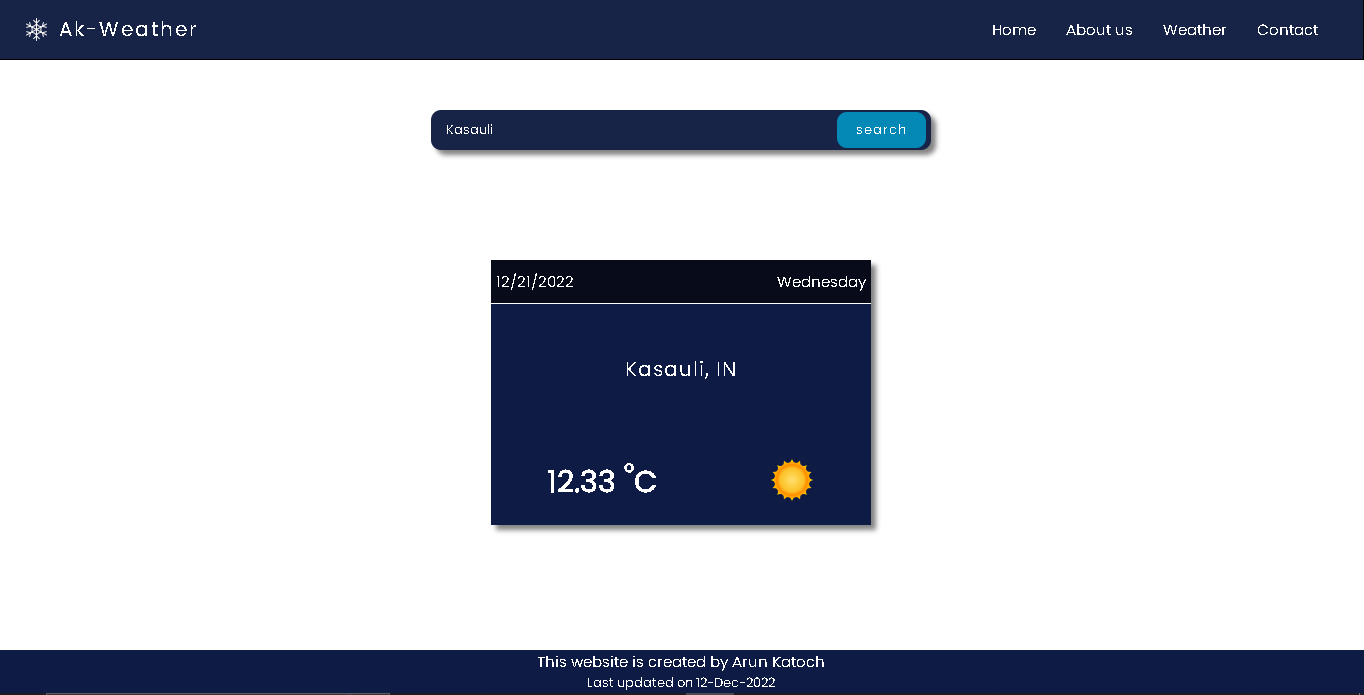 Ak-Weather
Home About us Weather Contact
Kasauli search
12/21/2022 Wednesday
Kasauli, IN
12.33 °C
This website is created by Arun Katoch
Last updated on 12-Dec-2022